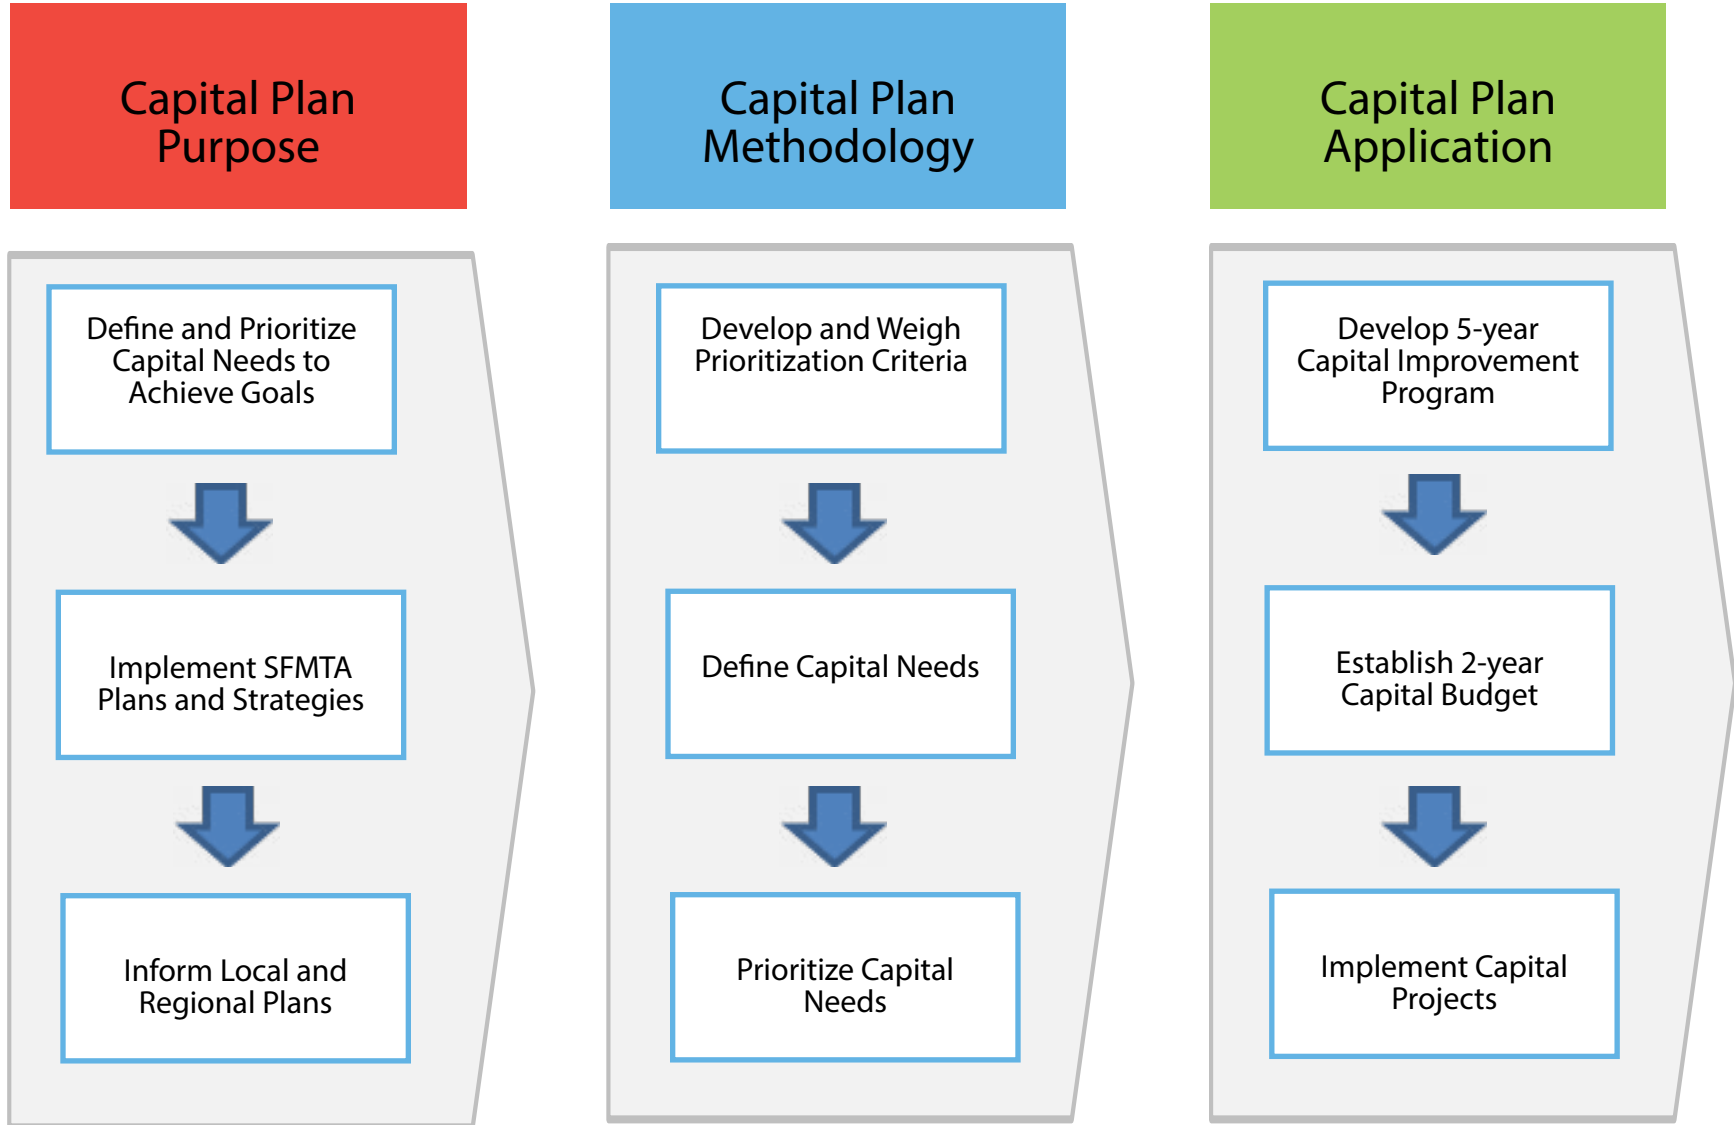 Capital Plan
Purpose
Define and Prioritize
Capital Needs to
Achieve Goals
Implement SFMTA
Plans and Strategies
Inform Local and
Regional Plans
Capital Plan
Methodology
Develop and Weigh
Prioritization Criteria
Define Capital Needs
Prioritize Capital
Needs
Capital Plan
Application
Develop 5-year
Capital Improvement
Program
Establish 2-year
Capital Budget
Implement Capital
Projects